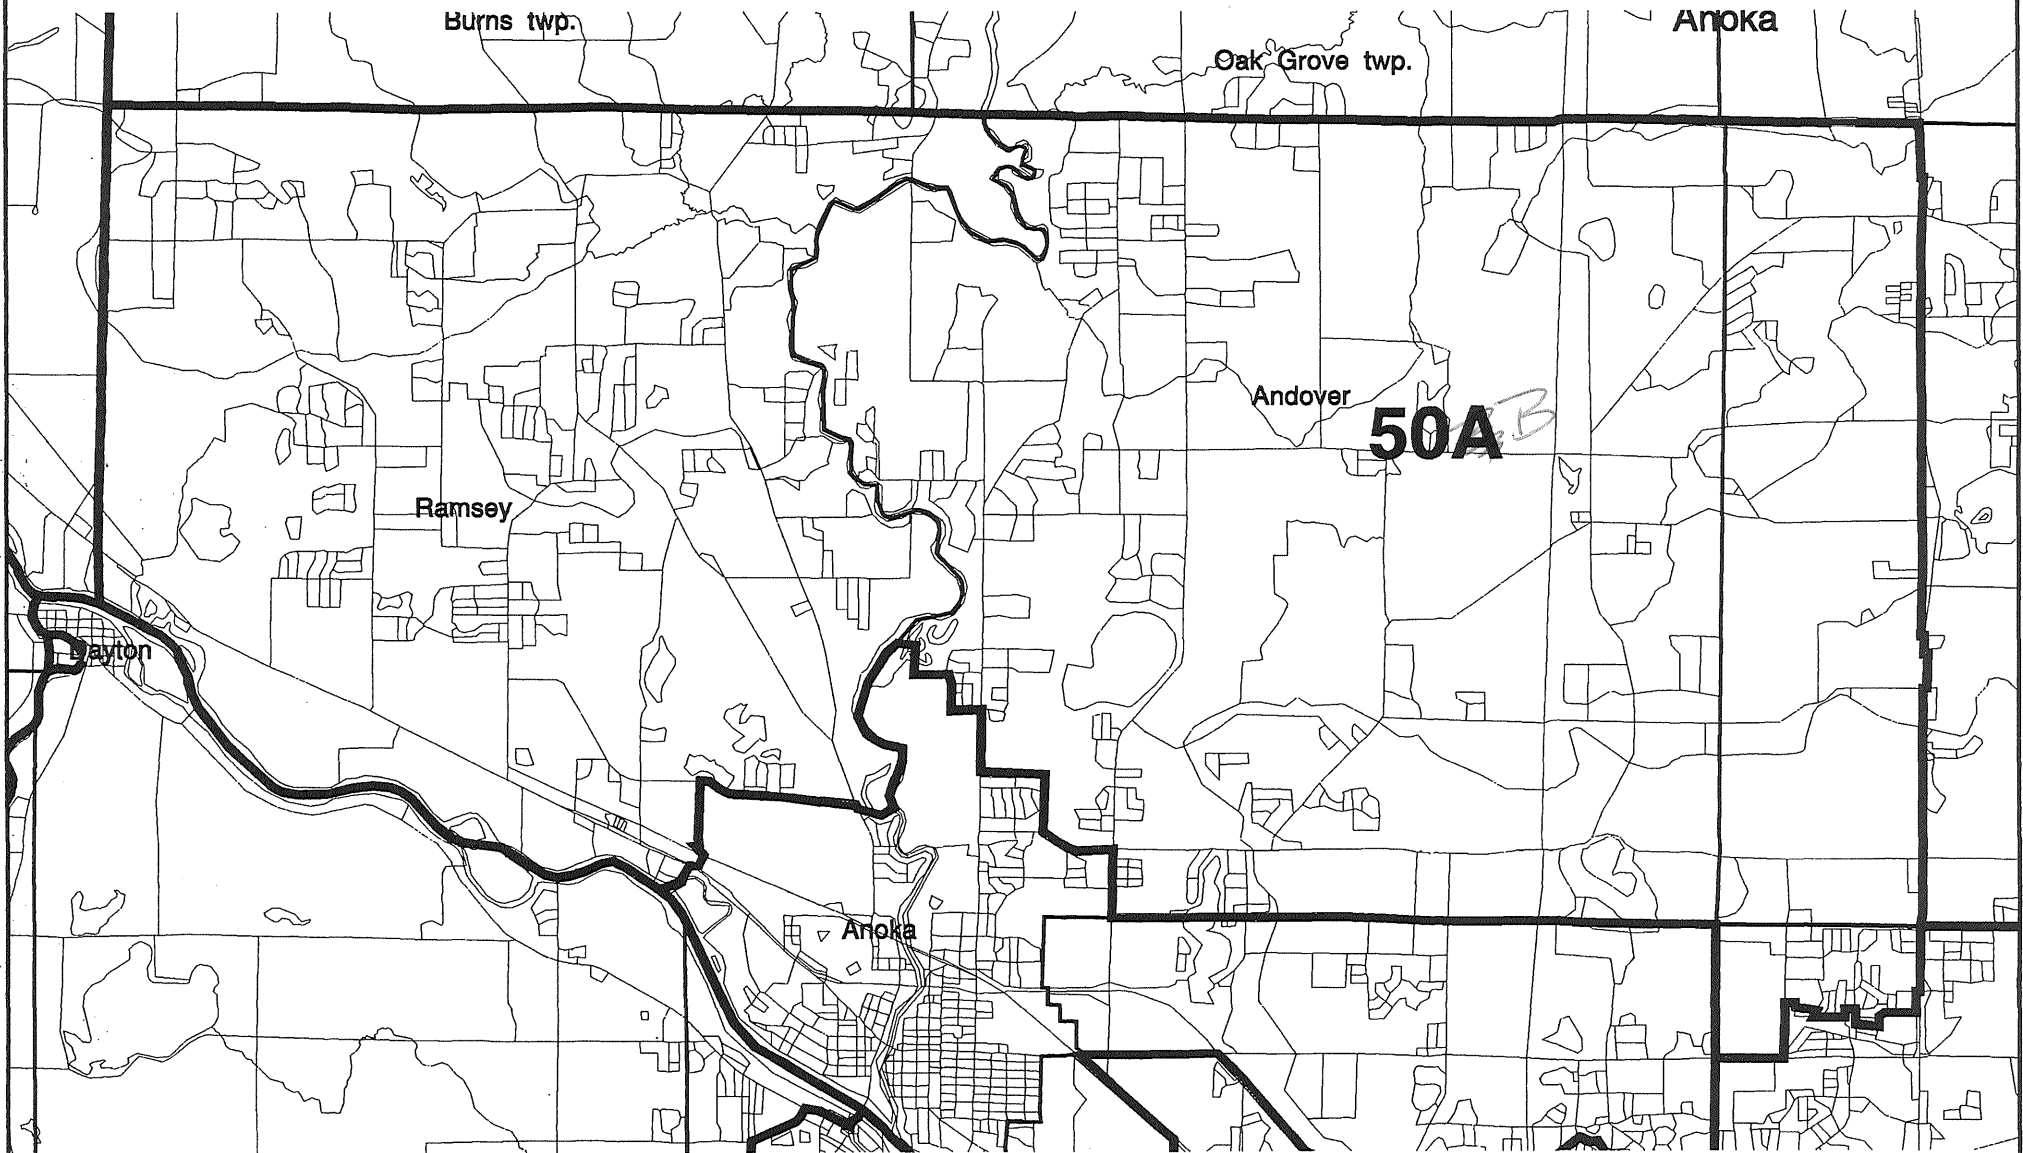 Burns twp.
Anoka
Oak Grove twp.
Andover
50A
Ramsey
Dayton
Anoka